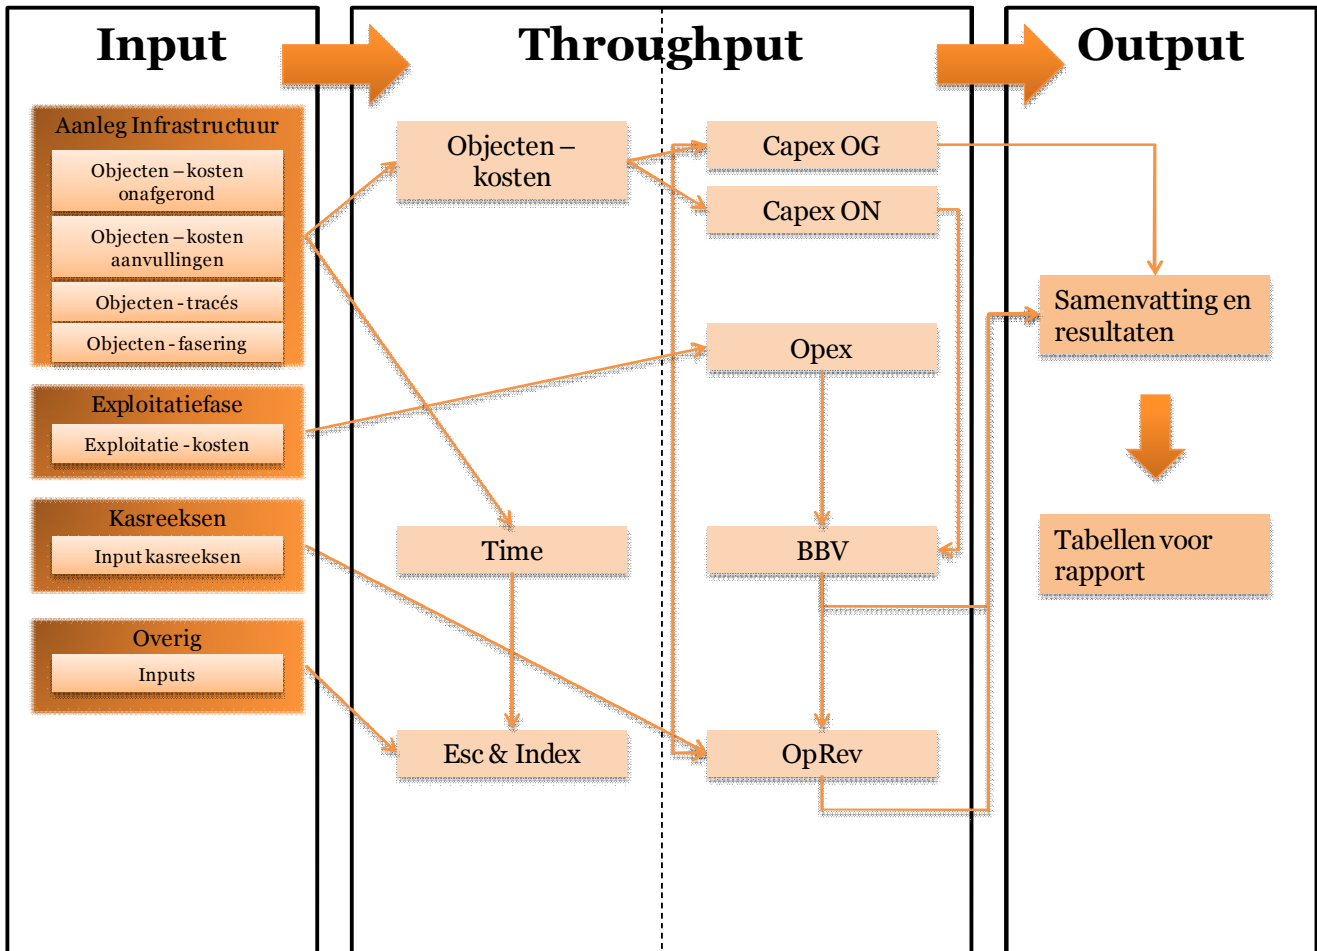 Input
Throughput
Output
Aanleg Infrastructuur
Objecten – kosten
onafgerond
Objecten – kosten
aanvullingen
Objecten - tracés
Objecten - fasering
Exploitatiefase
Exploitatie - kosten
Kasreeksen
Input kasreeksen
Overig
Inputs
Objecten –
kosten
Time
Esc & Index
Capex OG
Capex ON
Opex
BBV
OpRev
Samenvatting en
resultaten
Tabellen voor
rapport